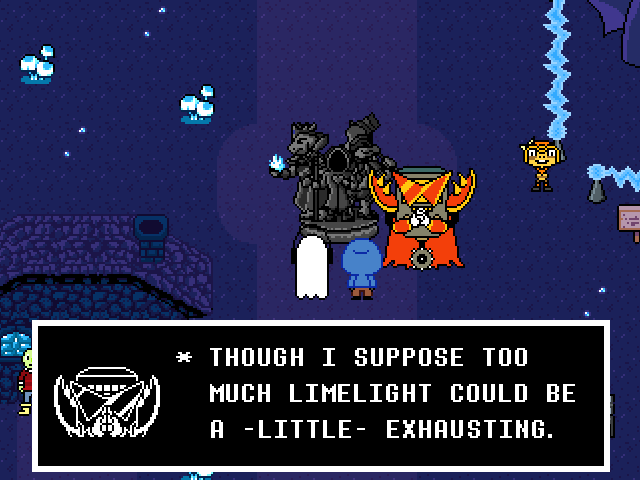 * THOUGH I SUPPOSE TOO
MUCH LIMELIGHT COULD BE
A -LITTLE- EXHAUSTING.